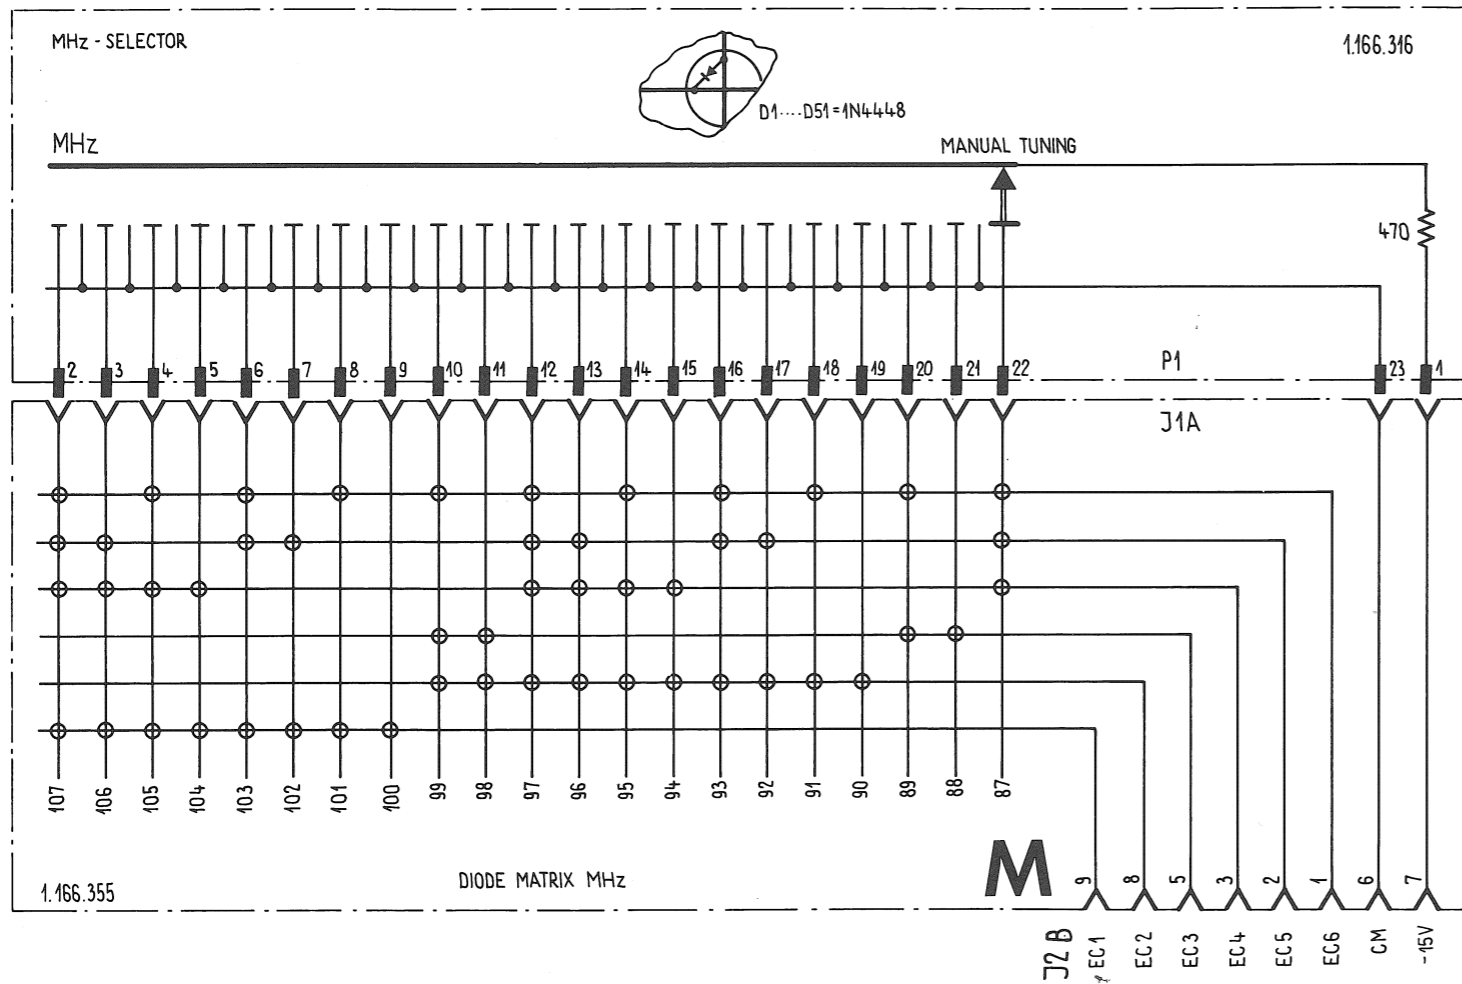 MHz - SELECTOR
1.166.316
D1....D51=1N4448
MHz
MANUAL TUNING
470
2 3 4 5 6 7 8 9 10 11 12 13 14 15 16 17 18 19 20 21 22 P1 23 1
J1A
107 106 105 104 103 102 101 100 99 98 97 96 95 94 93 92 91 90 89 88 87
M
1.166.355
DIODE MATRIX MHz
9 8 5 3 2 1 6 7
J2B
EC1 EC2 EC3 EC4 EC5 EC6 CM -15V